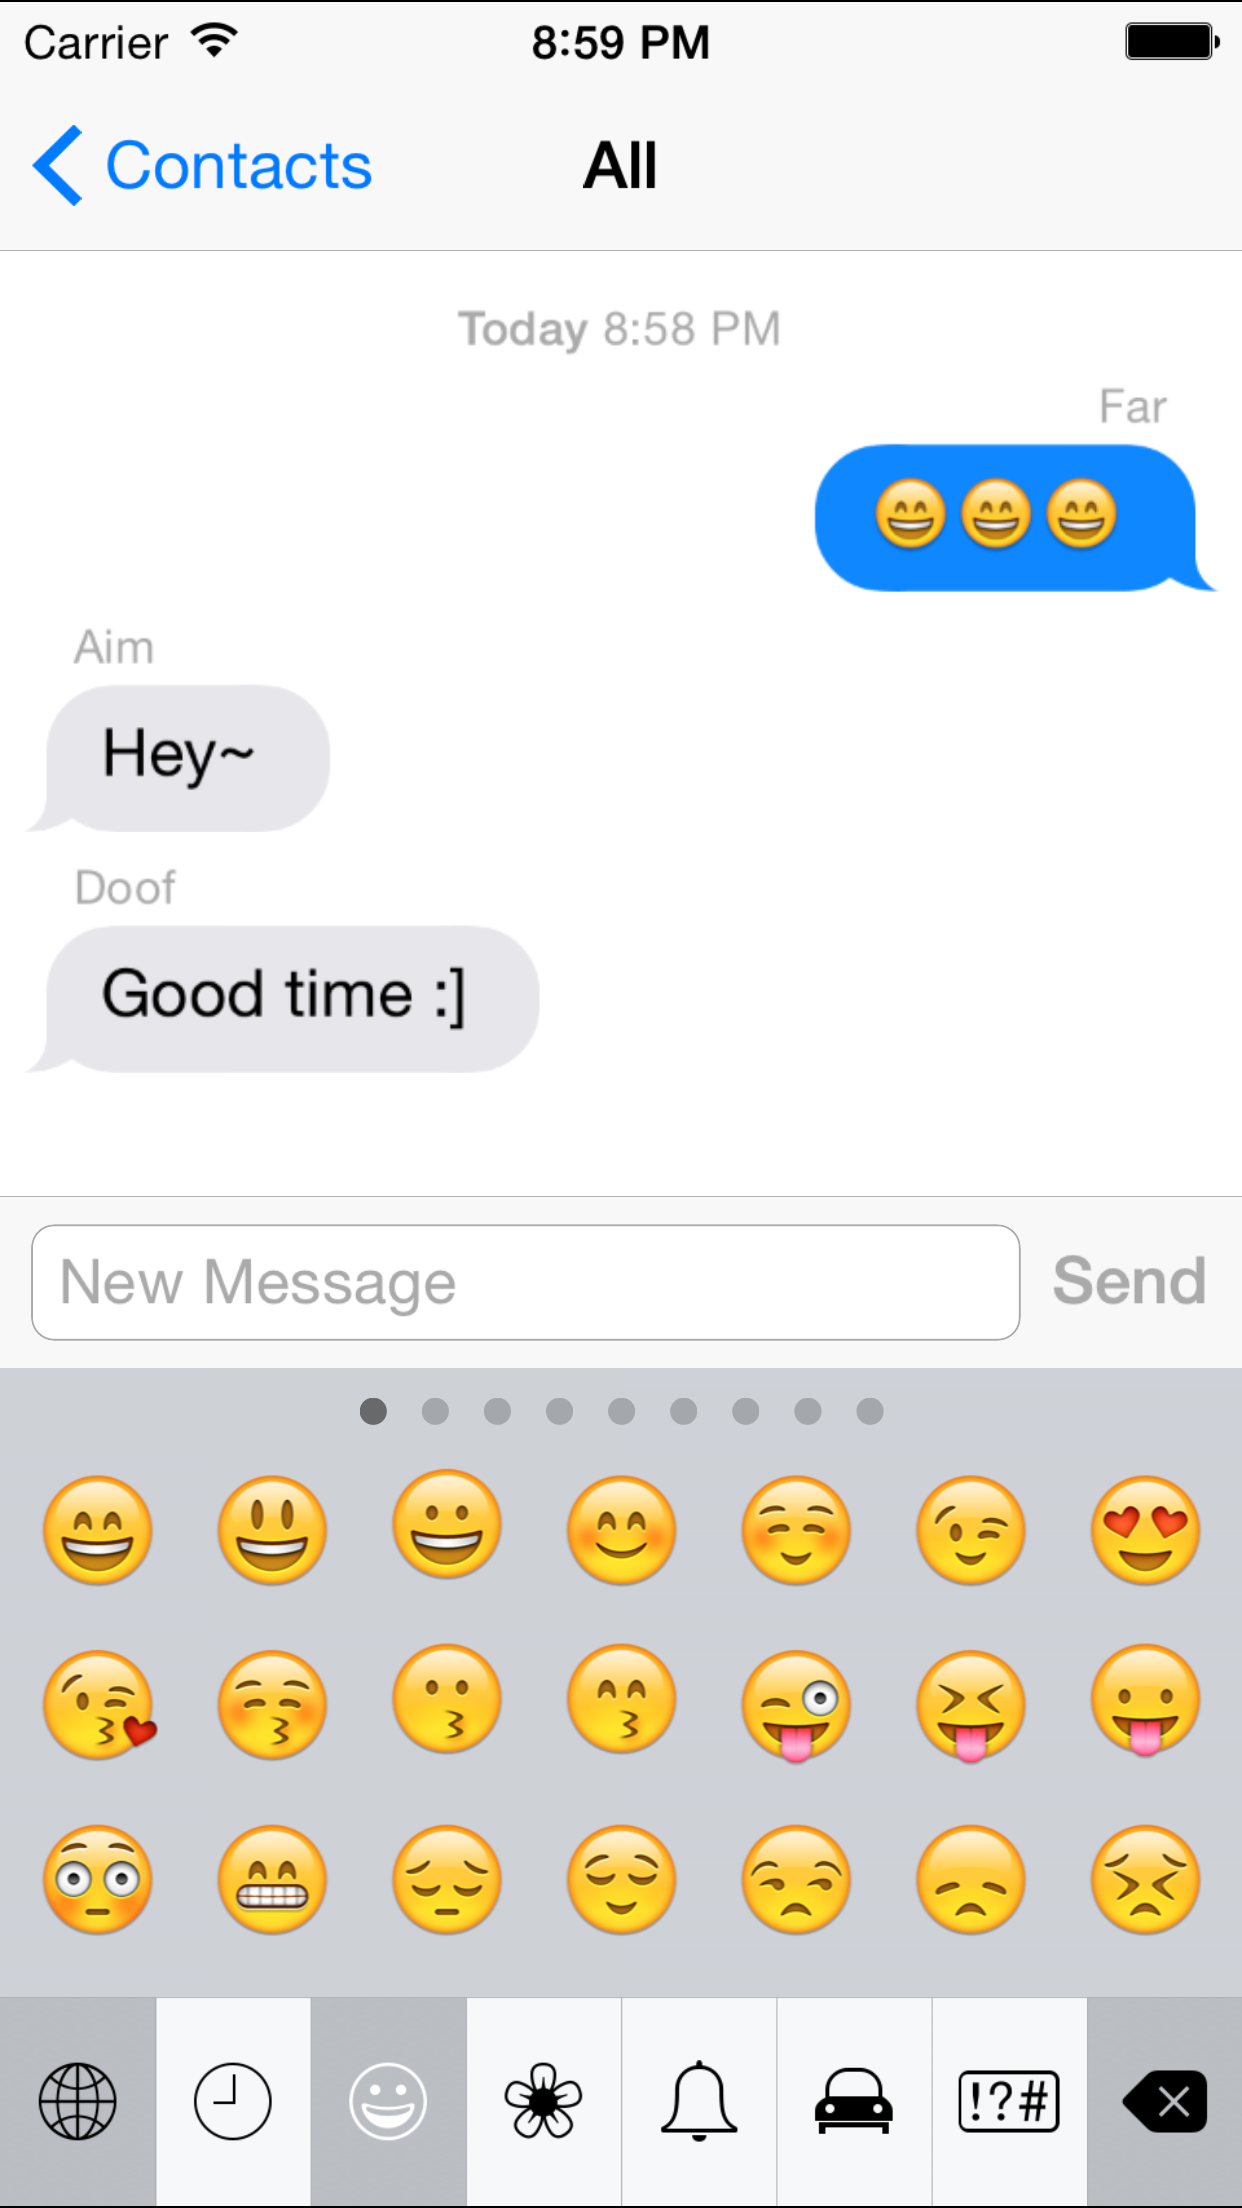 Carrier 8:59 PM
Contacts All
Today 8:58 PM
Far
😄😄😄
Aim
Hey~
Doof
Good time :]
New Message Send
!?#